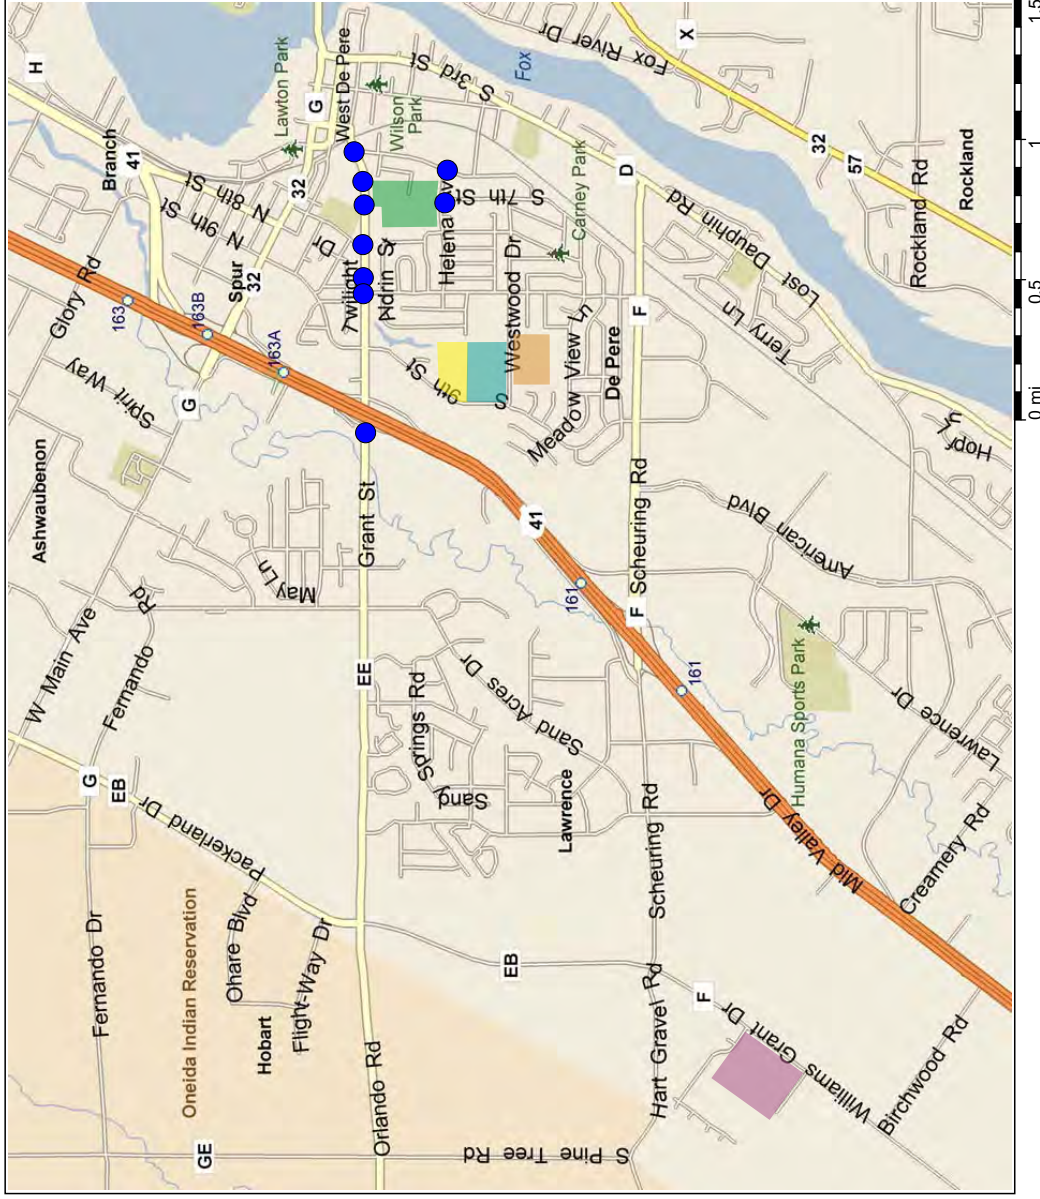 H
Glory Rd
163
Branch
41
163B
N 8th St
N 9th St
Lawton Park
G
West De Pere
Wilson
Park
S 3rd St
Fox
Fox River Dr
X
32
Spur
32
163A
Spirit Way
G
Ashwaubenon
Dr
Twilight
Adrin St
Helena Av
S 7th St
Carney Park
D
Lost Dauphin Rd
32
57
Rockland Rd
Rockland
Westwood Dr
S 9th St
Meadow View Ln
De Pere
F
Terry Ln
Hopf Ln
Grant St
41
Scheuring Rd
American Blvd
May Ln
W Main Ave
Fernando Rd
161
F
161
EE
Springs Rd
Sand Acres Dr
Sandy
Lawrence
Humana Sports Park
Lawrence Dr
G
EB
Packerland Dr
Scheuring Rd
Mid Valley Dr
Creamery Rd
Fernando Dr
Oneida Indian Reservation
Ohare Blvd
Hobart
Flight-Way Dr
EB
F
Hart Gravel Rd
Grant Dr
Williams
Birchwood Rd
Orlando Rd
GE
S Pine Tree Rd
0 mi
0.5
1
1.5